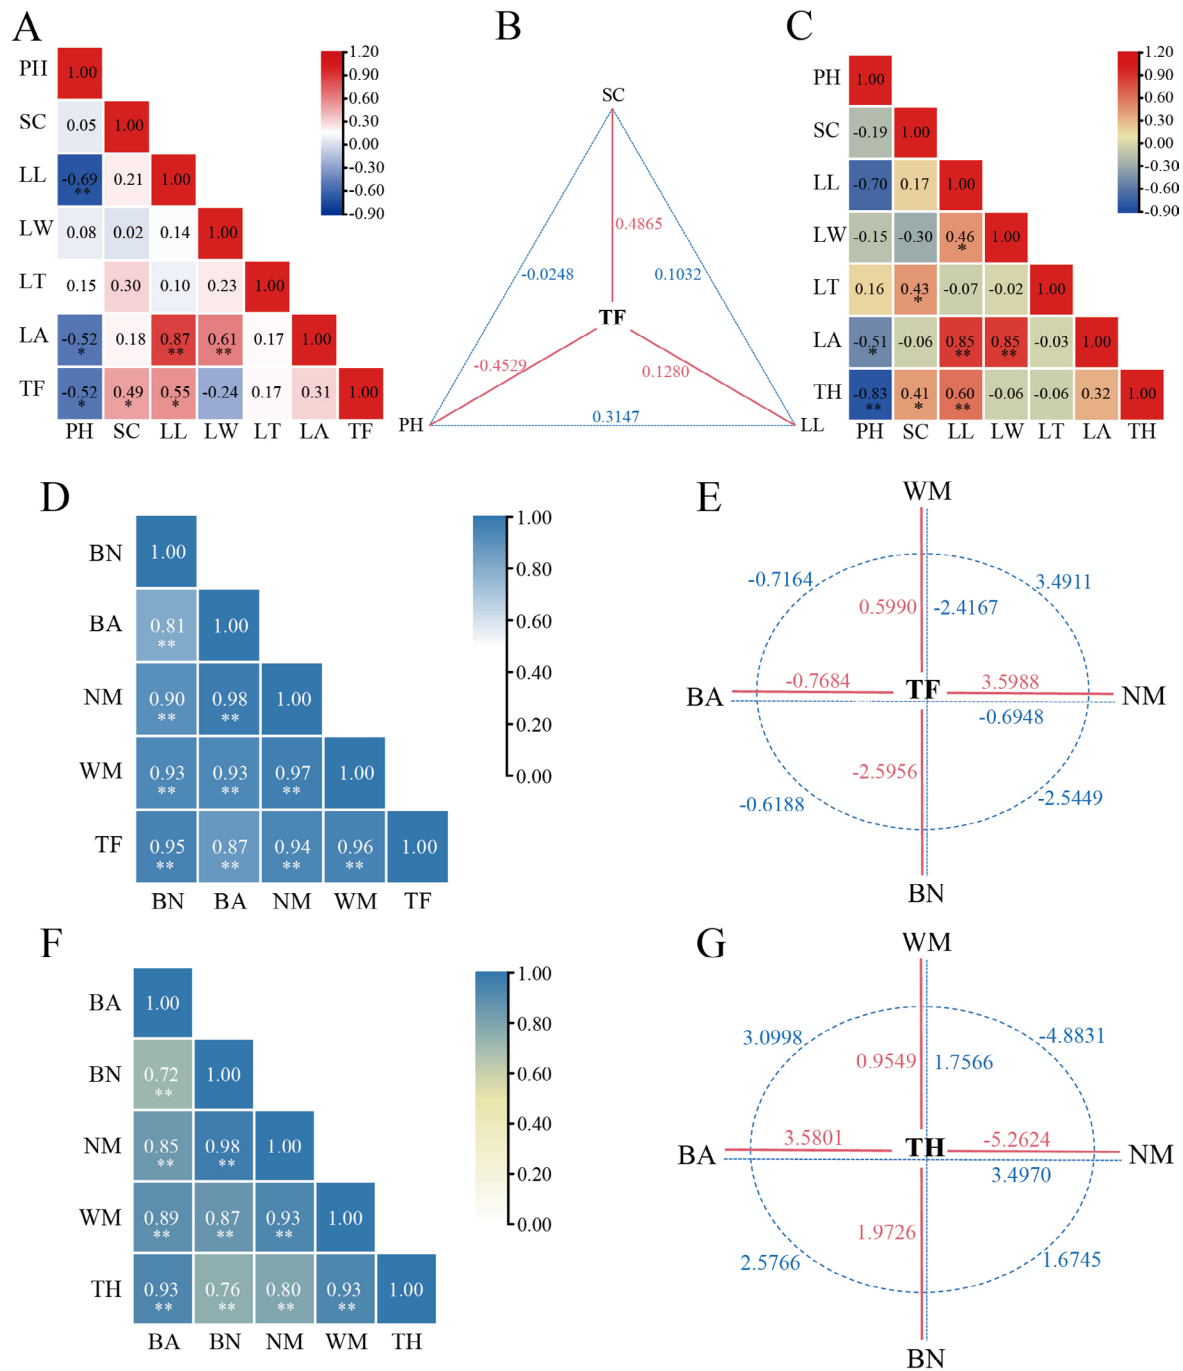 A
PH 1.00
SC 0.05 1.00
LL -0.69 ** 0.21 1.00
LW 0.08 0.02 0.14 1.00
LT 0.15 0.30 0.10 0.23 1.00
LA -0.52 * 0.18 0.87 ** 0.61 ** 0.17 1.00
TF -0.52 * 0.49 * 0.55 * -0.24 0.17 0.31 1.00
PH SC LL LW LT LA TF
1.20
0.90
0.60
0.30
0.00
-0.30
-0.60
-0.90
B
SC
0.4865
-0.0248 0.1032
TF
-0.4529 0.1280
PH 0.3147 LL
C
PH 1.00
SC -0.19 1.00
LL -0.70 0.17 1.00
LW -0.15 -0.30 0.46 * 1.00
LT 0.16 0.43 * -0.07 -0.02 1.00
LA -0.51 * -0.06 0.85 ** 0.85 ** -0.03 1.00
TH -0.83 ** 0.41 * 0.60 ** -0.06 -0.06 0.32 1.00
PH SC LL LW LT LA TH
1.20
0.90
0.60
0.30
0.00
-0.30
-0.60
-0.90
D
BN 1.00
BA 0.81 ** 1.00
NM 0.90 ** 0.98 ** 1.00
WM 0.93 ** 0.93 ** 0.97 ** 1.00
TF 0.95 ** 0.87 ** 0.94 ** 0.96 ** 1.00
BN BA NM WM TF
1.00
0.80
0.60
0.40
0.20
0.00
E
WM
-0.7164 3.4911
0.5990 -2.4167
BA -0.7684 TF 3.5988 NM
-0.6948
-2.5956
-0.6188 -2.5449
BN
F
BA 1.00
BN 0.72 ** 1.00
NM 0.85 ** 0.98 ** 1.00
WM 0.89 ** 0.87 ** 0.93 ** 1.00
TH 0.93 ** 0.76 ** 0.80 ** 0.93 ** 1.00
BA BN NM WM TH
1.00
0.80
0.60
0.40
0.20
0.00
G
WM
3.0998 -4.8831
0.9549 1.7566
BA 3.5801 TH -5.2624 NM
3.4970
1.9726
2.5766 1.6745
BN